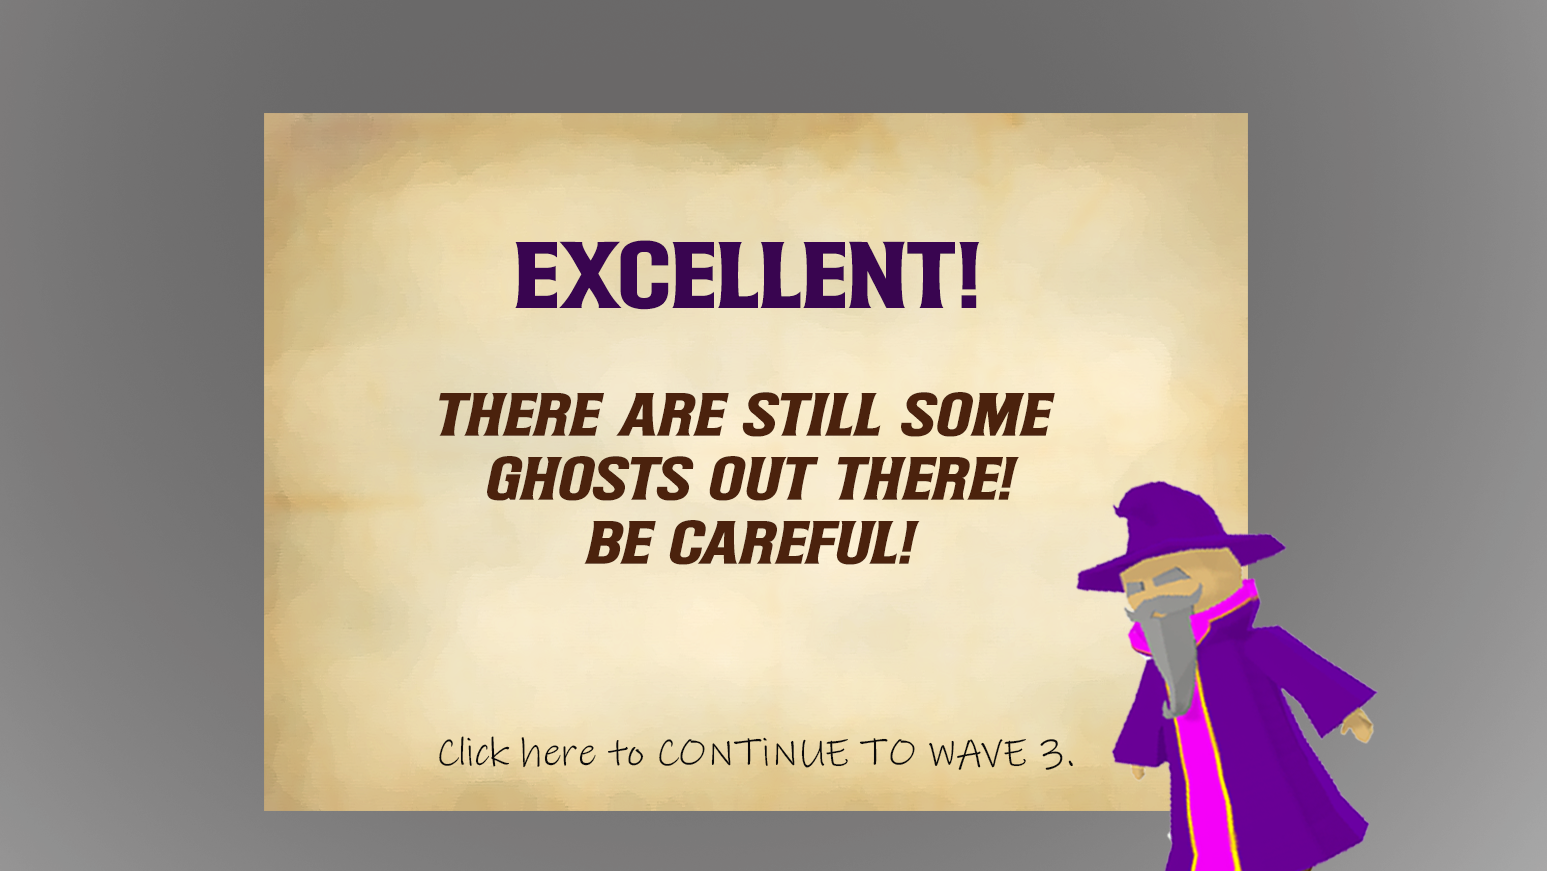 EXCELLENT!
THERE ARE STILL SOME
GHOSTS OUT THERE!
BE CAREFUL!
Click here to CONTINUE TO WAVE 3.